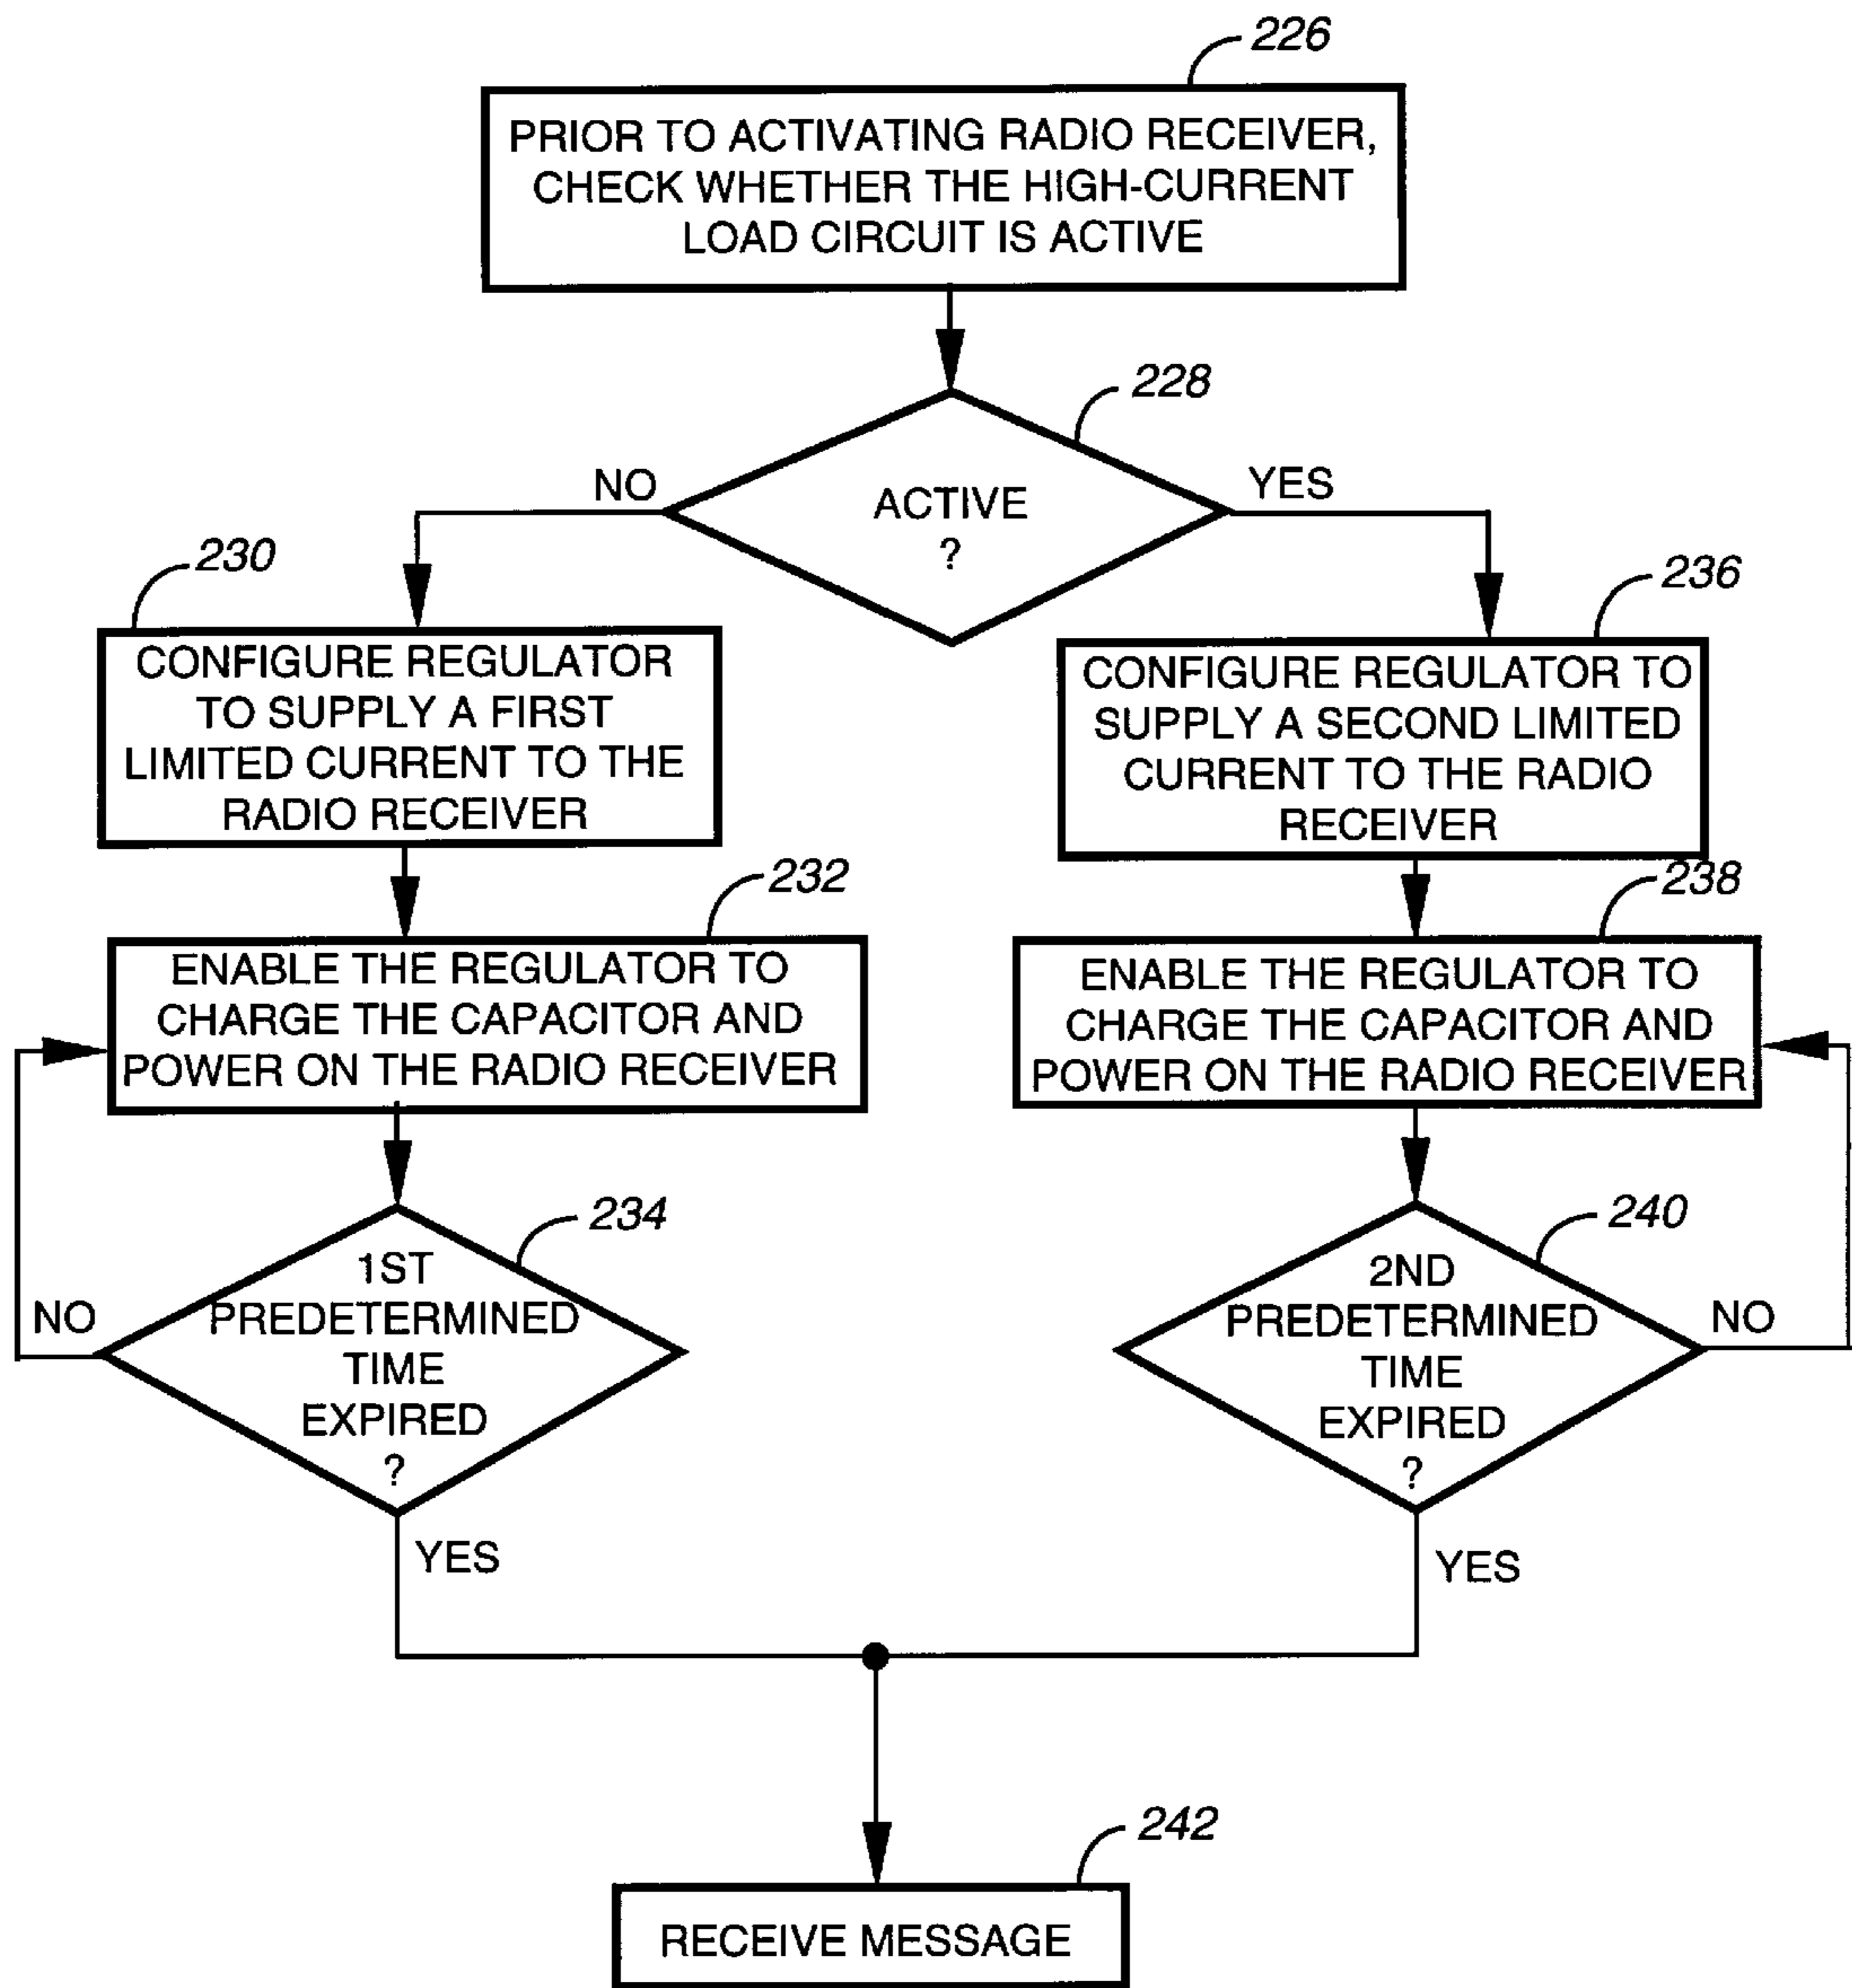 226
PRIOR TO ACTIVATING RADIO RECEIVER,
CHECK WHETHER THE HIGH-CURRENT
LOAD CIRCUIT IS ACTIVE
228
NO
ACTIVE
?
YES
230
CONFIGURE REGULATOR
TO SUPPLY A FIRST
LIMITED CURRENT TO THE
RADIO RECEIVER
236
CONFIGURE REGULATOR TO
SUPPLY A SECOND LIMITED
CURRENT TO THE RADIO
RECEIVER
232
ENABLE THE REGULATOR TO
CHARGE THE CAPACITOR AND
POWER ON THE RADIO RECEIVER
238
ENABLE THE REGULATOR TO
CHARGE THE CAPACITOR AND
POWER ON THE RADIO RECEIVER
234
1ST
PREDETERMINED
TIME
EXPIRED
?
NO
YES
240
2ND
PREDETERMINED
TIME
EXPIRED
?
NO
YES
242
RECEIVE MESSAGE